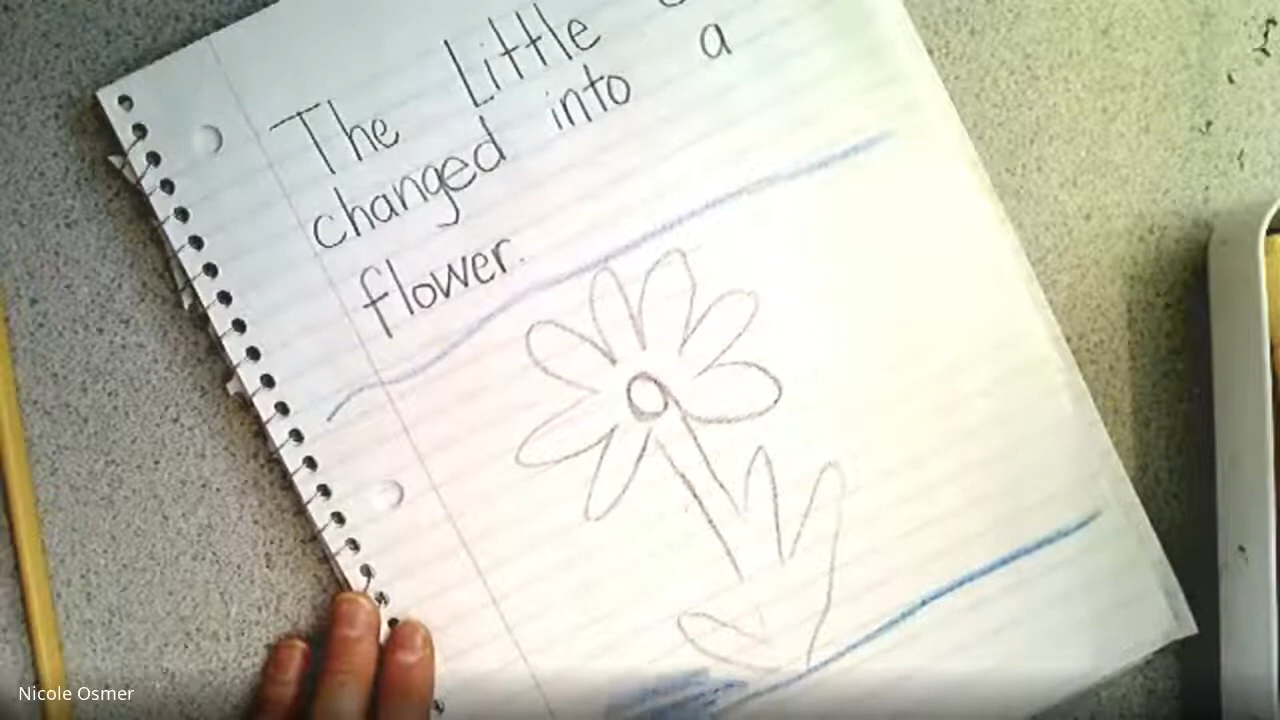 The Little
changed into a
flower.
Nicole Osmer